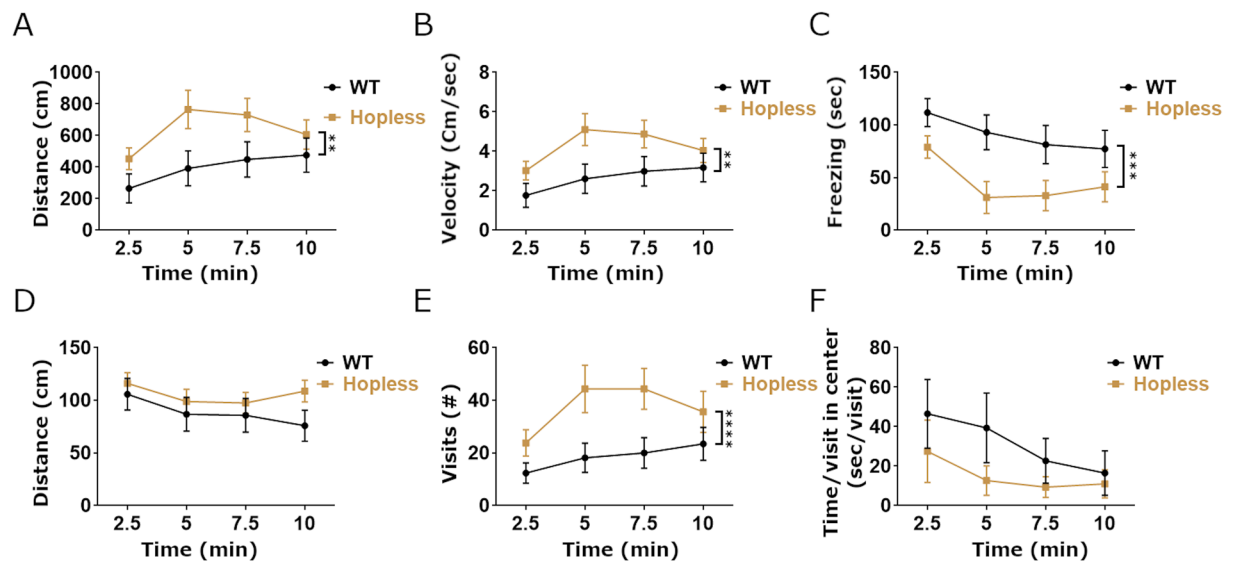 A
Distance (cm)
1000
800
600
400
200
0
2.5 5 7.5 10
Time (min)
WT
Hopless
**
B
Velocity (Cm/sec)
8
6
4
2
0
2.5 5 7.5 10
Time (min)
WT
Hopless
**
C
Freezing (sec)
150
100
50
0
2.5 5 7.5 10
Time (min)
WT
Hopless
***
D
Distance (cm)
150
100
50
0
2.5 5 7.5 10
Time (min)
WT
Hopless
E
Visits (#)
60
40
20
0
2.5 5 7.5 10
Time (min)
WT
Hopless
****
F
Time/visit in center
(sec/visit)
80
60
40
20
0
2.5 5 7.5 10
Time (min)
WT
Hopless